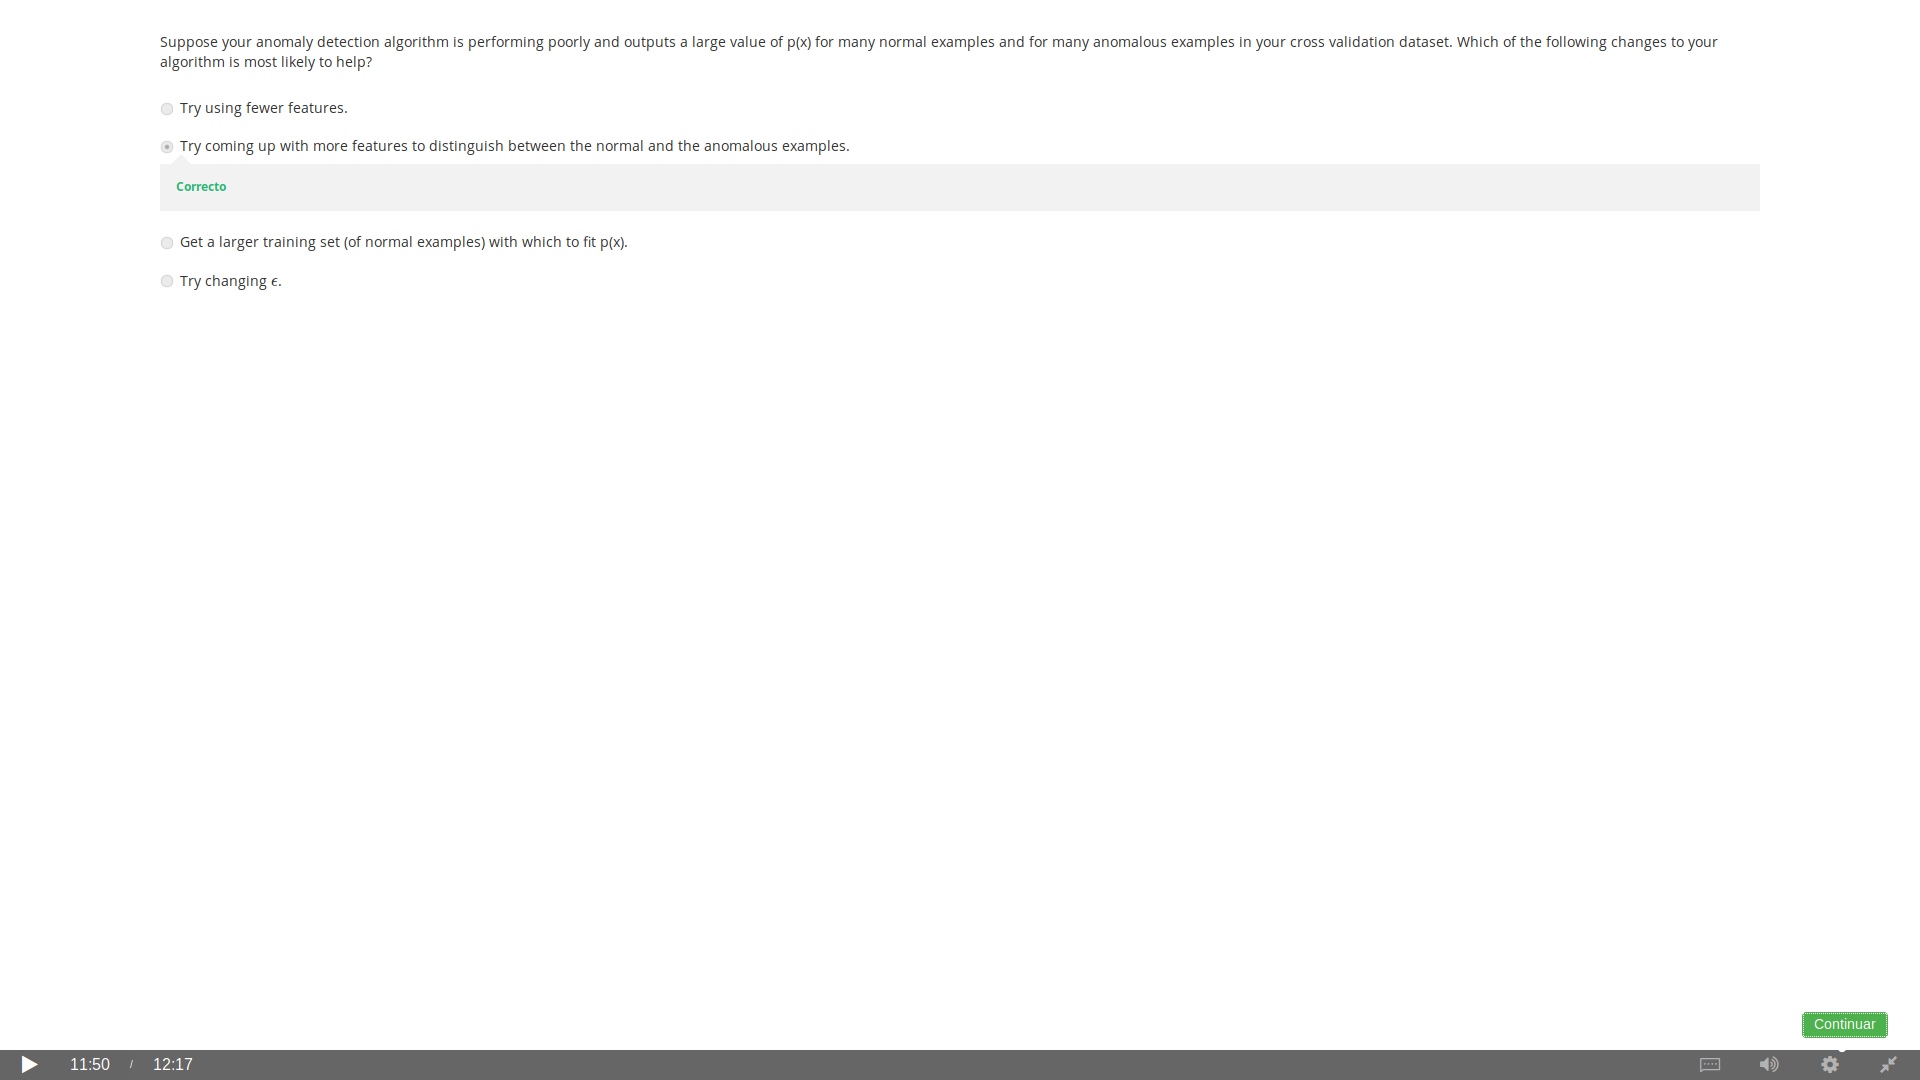 Suppose your anomaly detection algorithm is performing poorly and outputs a large value of p(x) for many normal examples and for many anomalous examples in your cross validation dataset. Which of the following changes to your
algorithm is most likely to help?
Try using fewer features.
Try coming up with more features to distinguish between the normal and the anomalous examples.
Correcto
Get a larger training set (of normal examples) with which to fit p(x).
Try changing ϵ.
Continuar
11:50 / 12:17